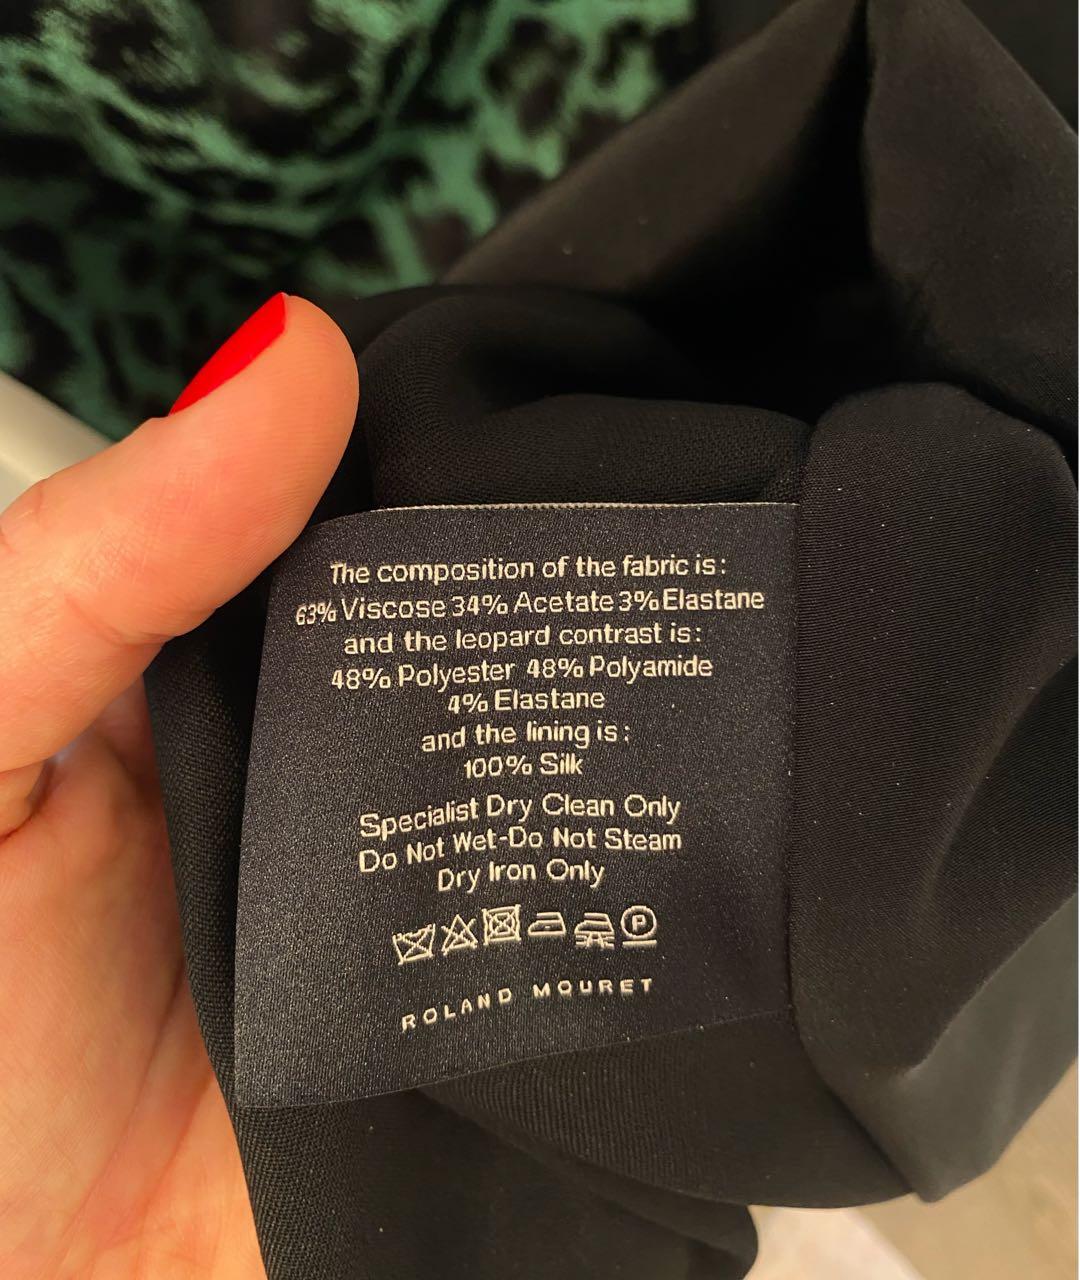 The composition of the fabric is:
63% Viscose 34% Acetate 3% Elastane
and the leopard contrast is:
48% Polyester 48% Polyamide
4% Elastane
and the lining is:
100% Silk
Specialist Dry Clean Only
Do Not Wet-Do Not Steam
Dry Iron Only
P
ROLAND MOURET